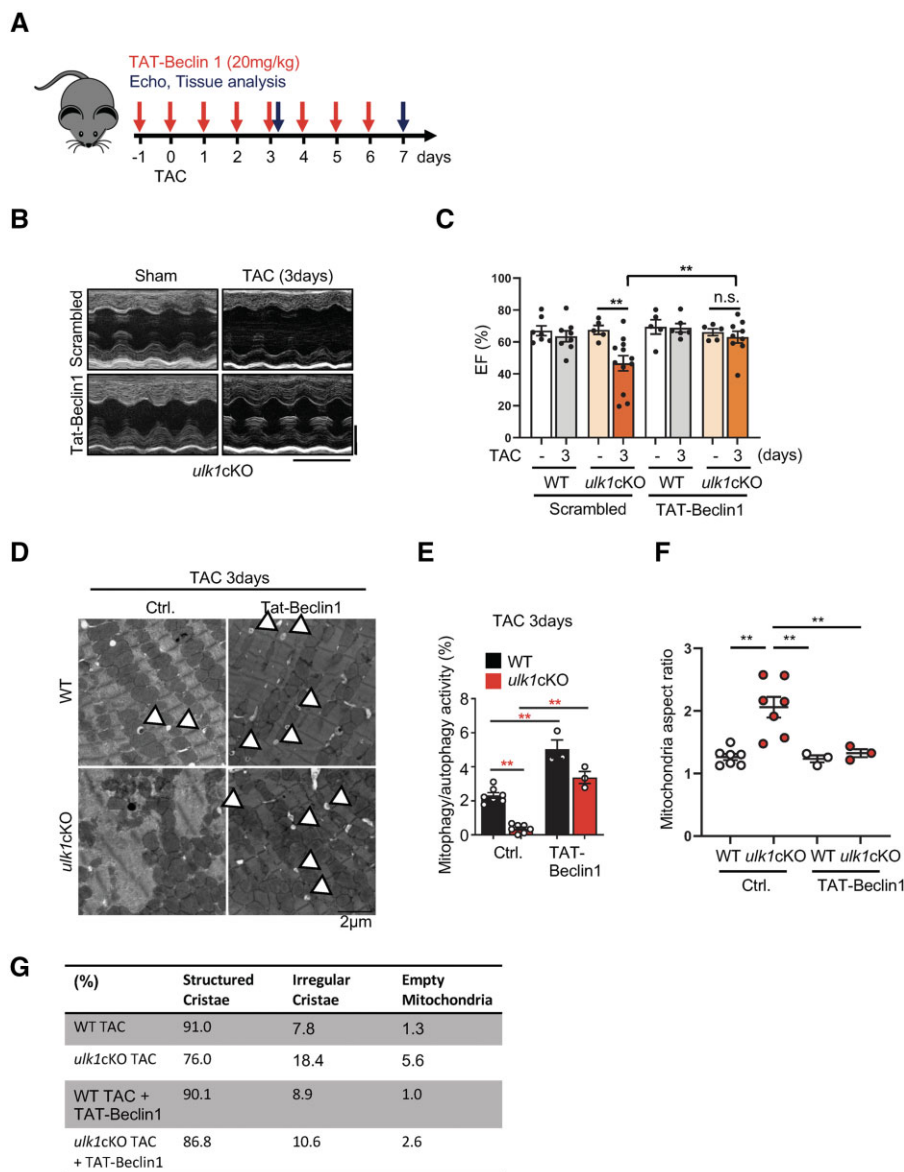 A
TAT-Beclin 1 (20mg/kg)
Echo, Tissue analysis
-1 0 1 2 3 4 5 6 7 days
TAC
B
Sham TAC (3days)
Scrambled
Tat-Beclin1
ulk1cKO
C
**
** n.s.
EF (%)
100
80
60
40
20
0
TAC - 3 - 3 - 3 - 3 (days)
WT ulk1cKO WT ulk1cKO
Scrambled TAT-Beclin1
D
TAC 3days
Ctrl. Tat-Beclin1
WT
ulk1cKO
2μm
E
TAC 3days
WT
ulk1cKO
Mitophagy/autophagy activity (%)
8
6
4
2
0
**
**
**
Ctrl. TAT-
Beclin1
F
Mitochondria aspect ratio
3
2
1
0
**
** **
WT ulk1cKO WT ulk1cKO
Ctrl. TAT-Beclin1
G
(%) Structured Irregular Empty
Cristae Cristae Mitochondria
WT TAC 91.0 7.8 1.3
ulk1cKO TAC 76.0 18.4 5.6
WT TAC + 90.1 8.9 1.0
TAT-Beclin1
ulk1cKO TAC 86.8 10.6 2.6
+ TAT-Beclin1